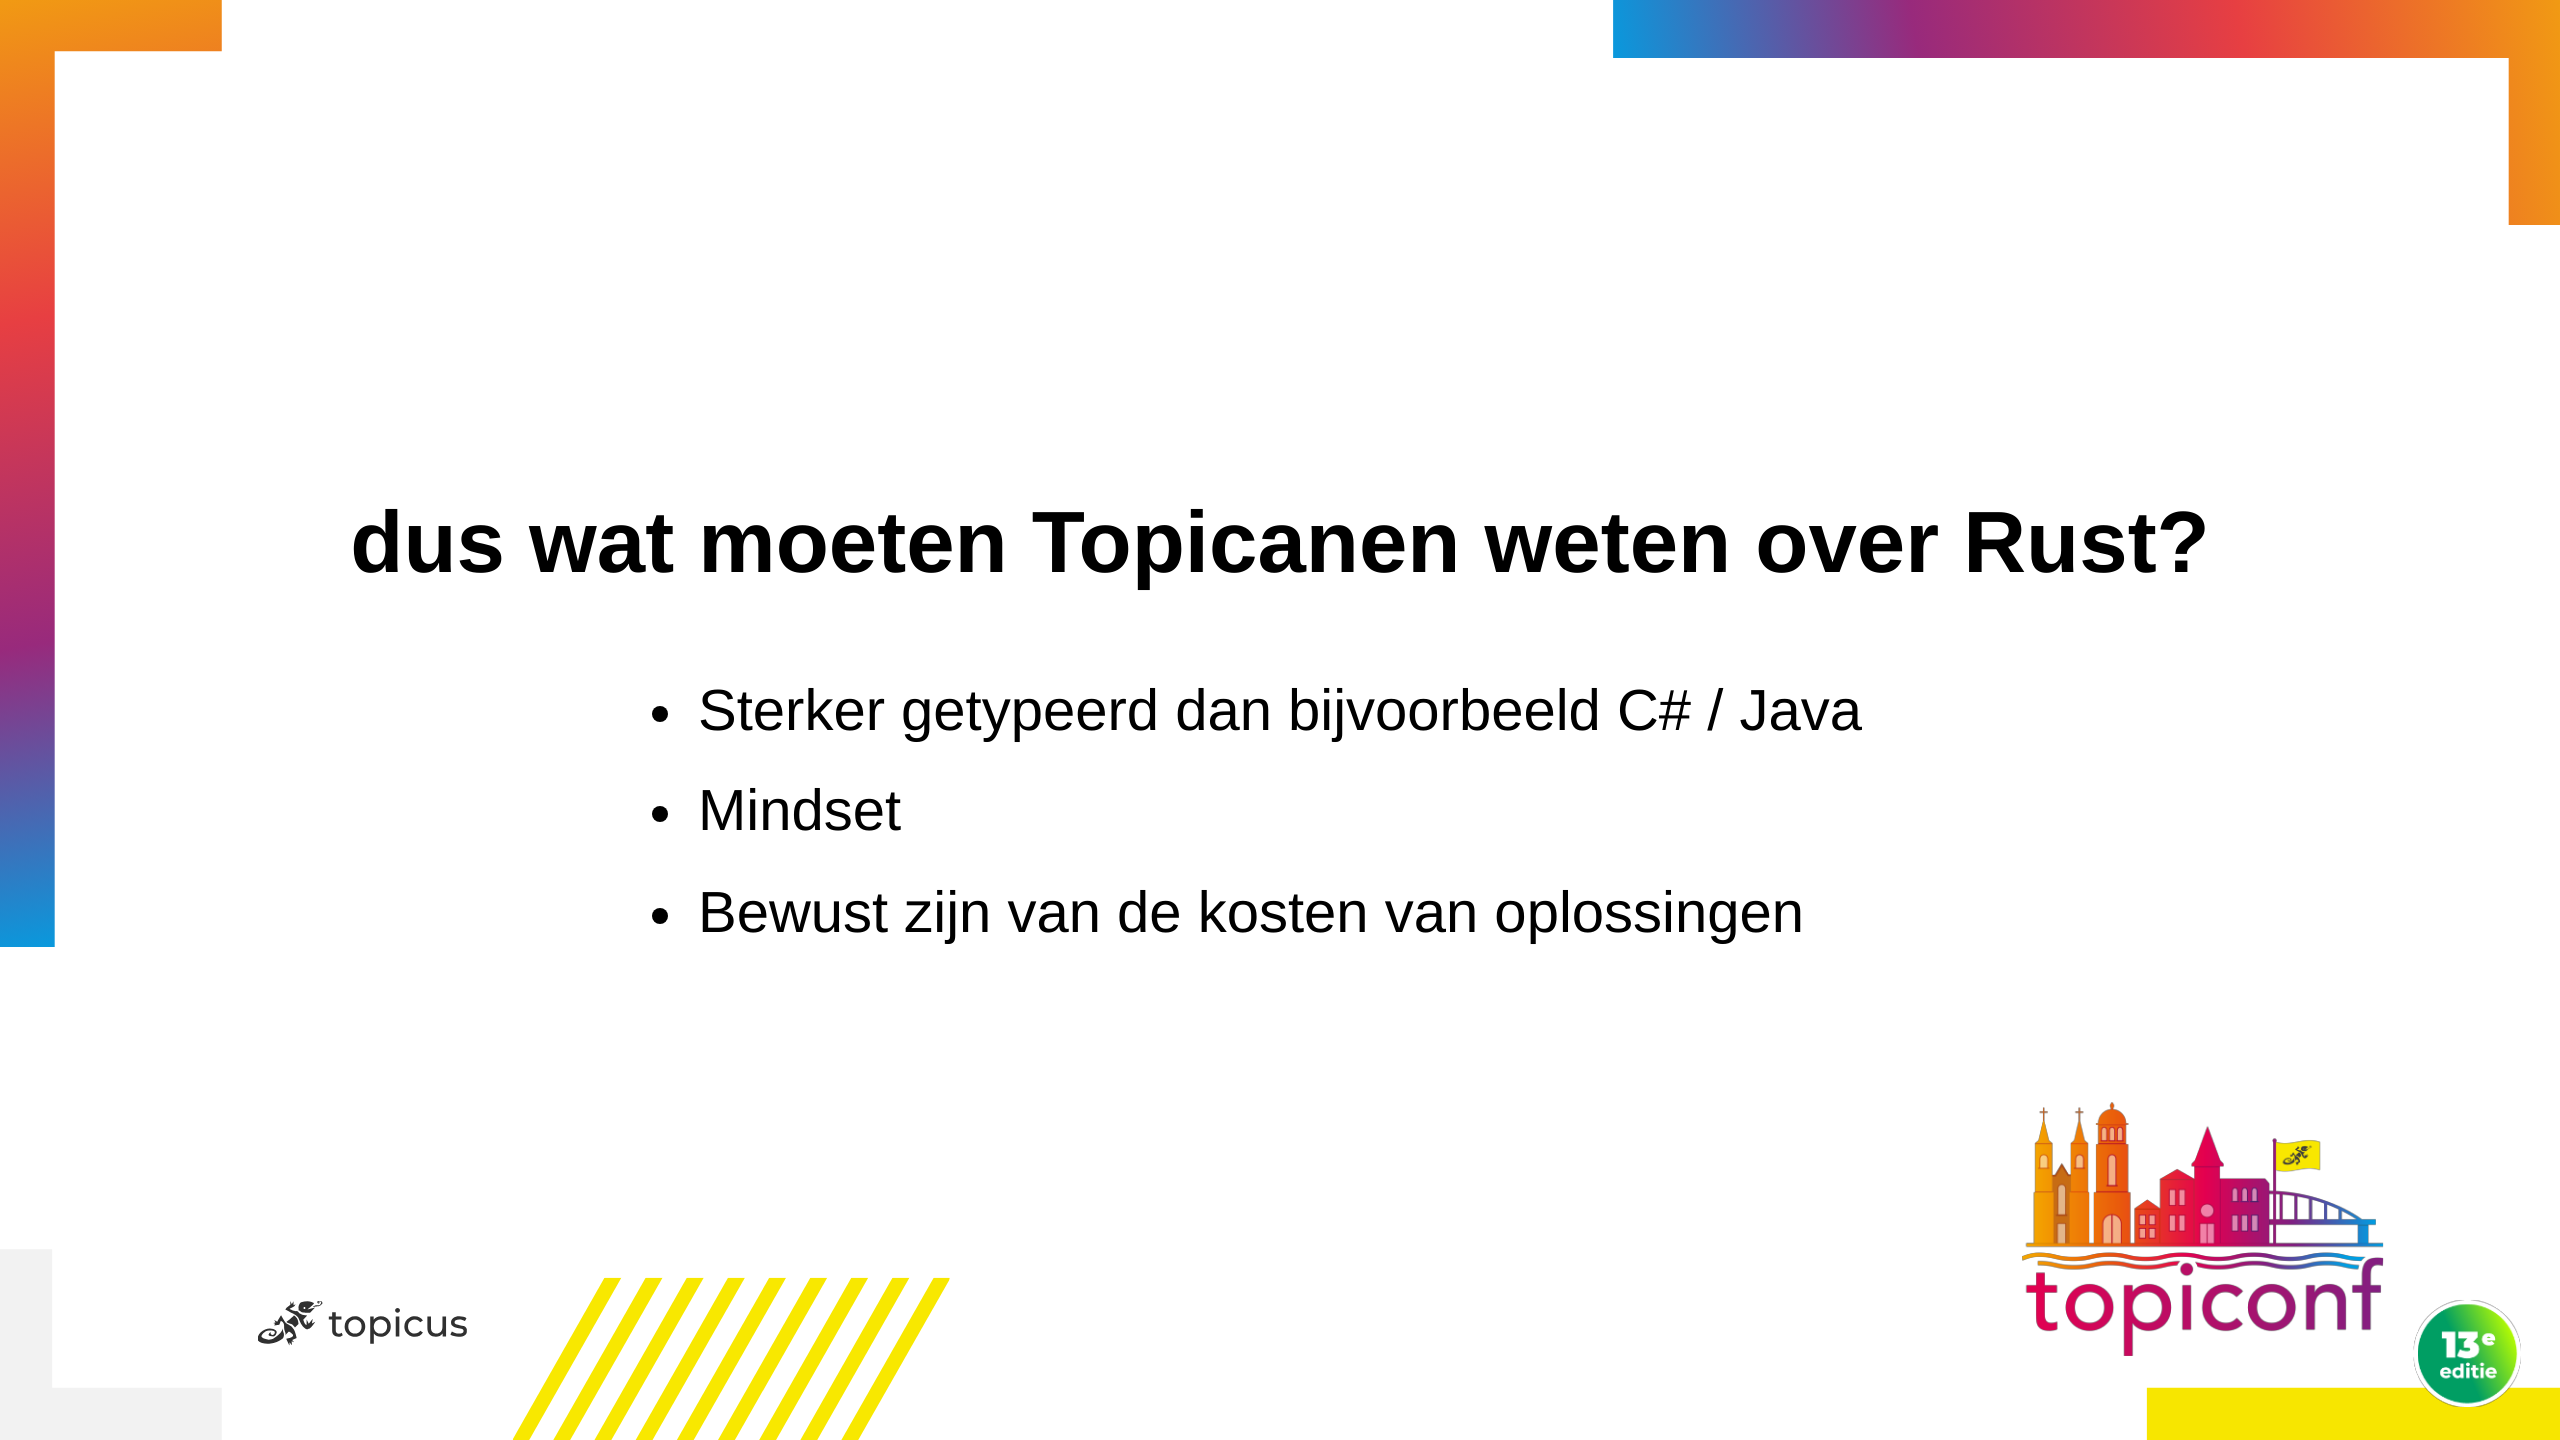 dus wat moeten Topicanen weten over Rust?
• Sterker getypeerd dan bijvoorbeeld C# / Java
• Mindset
• Bewust zijn van de kosten van oplossingen
topicus
topiconf
13e
editie